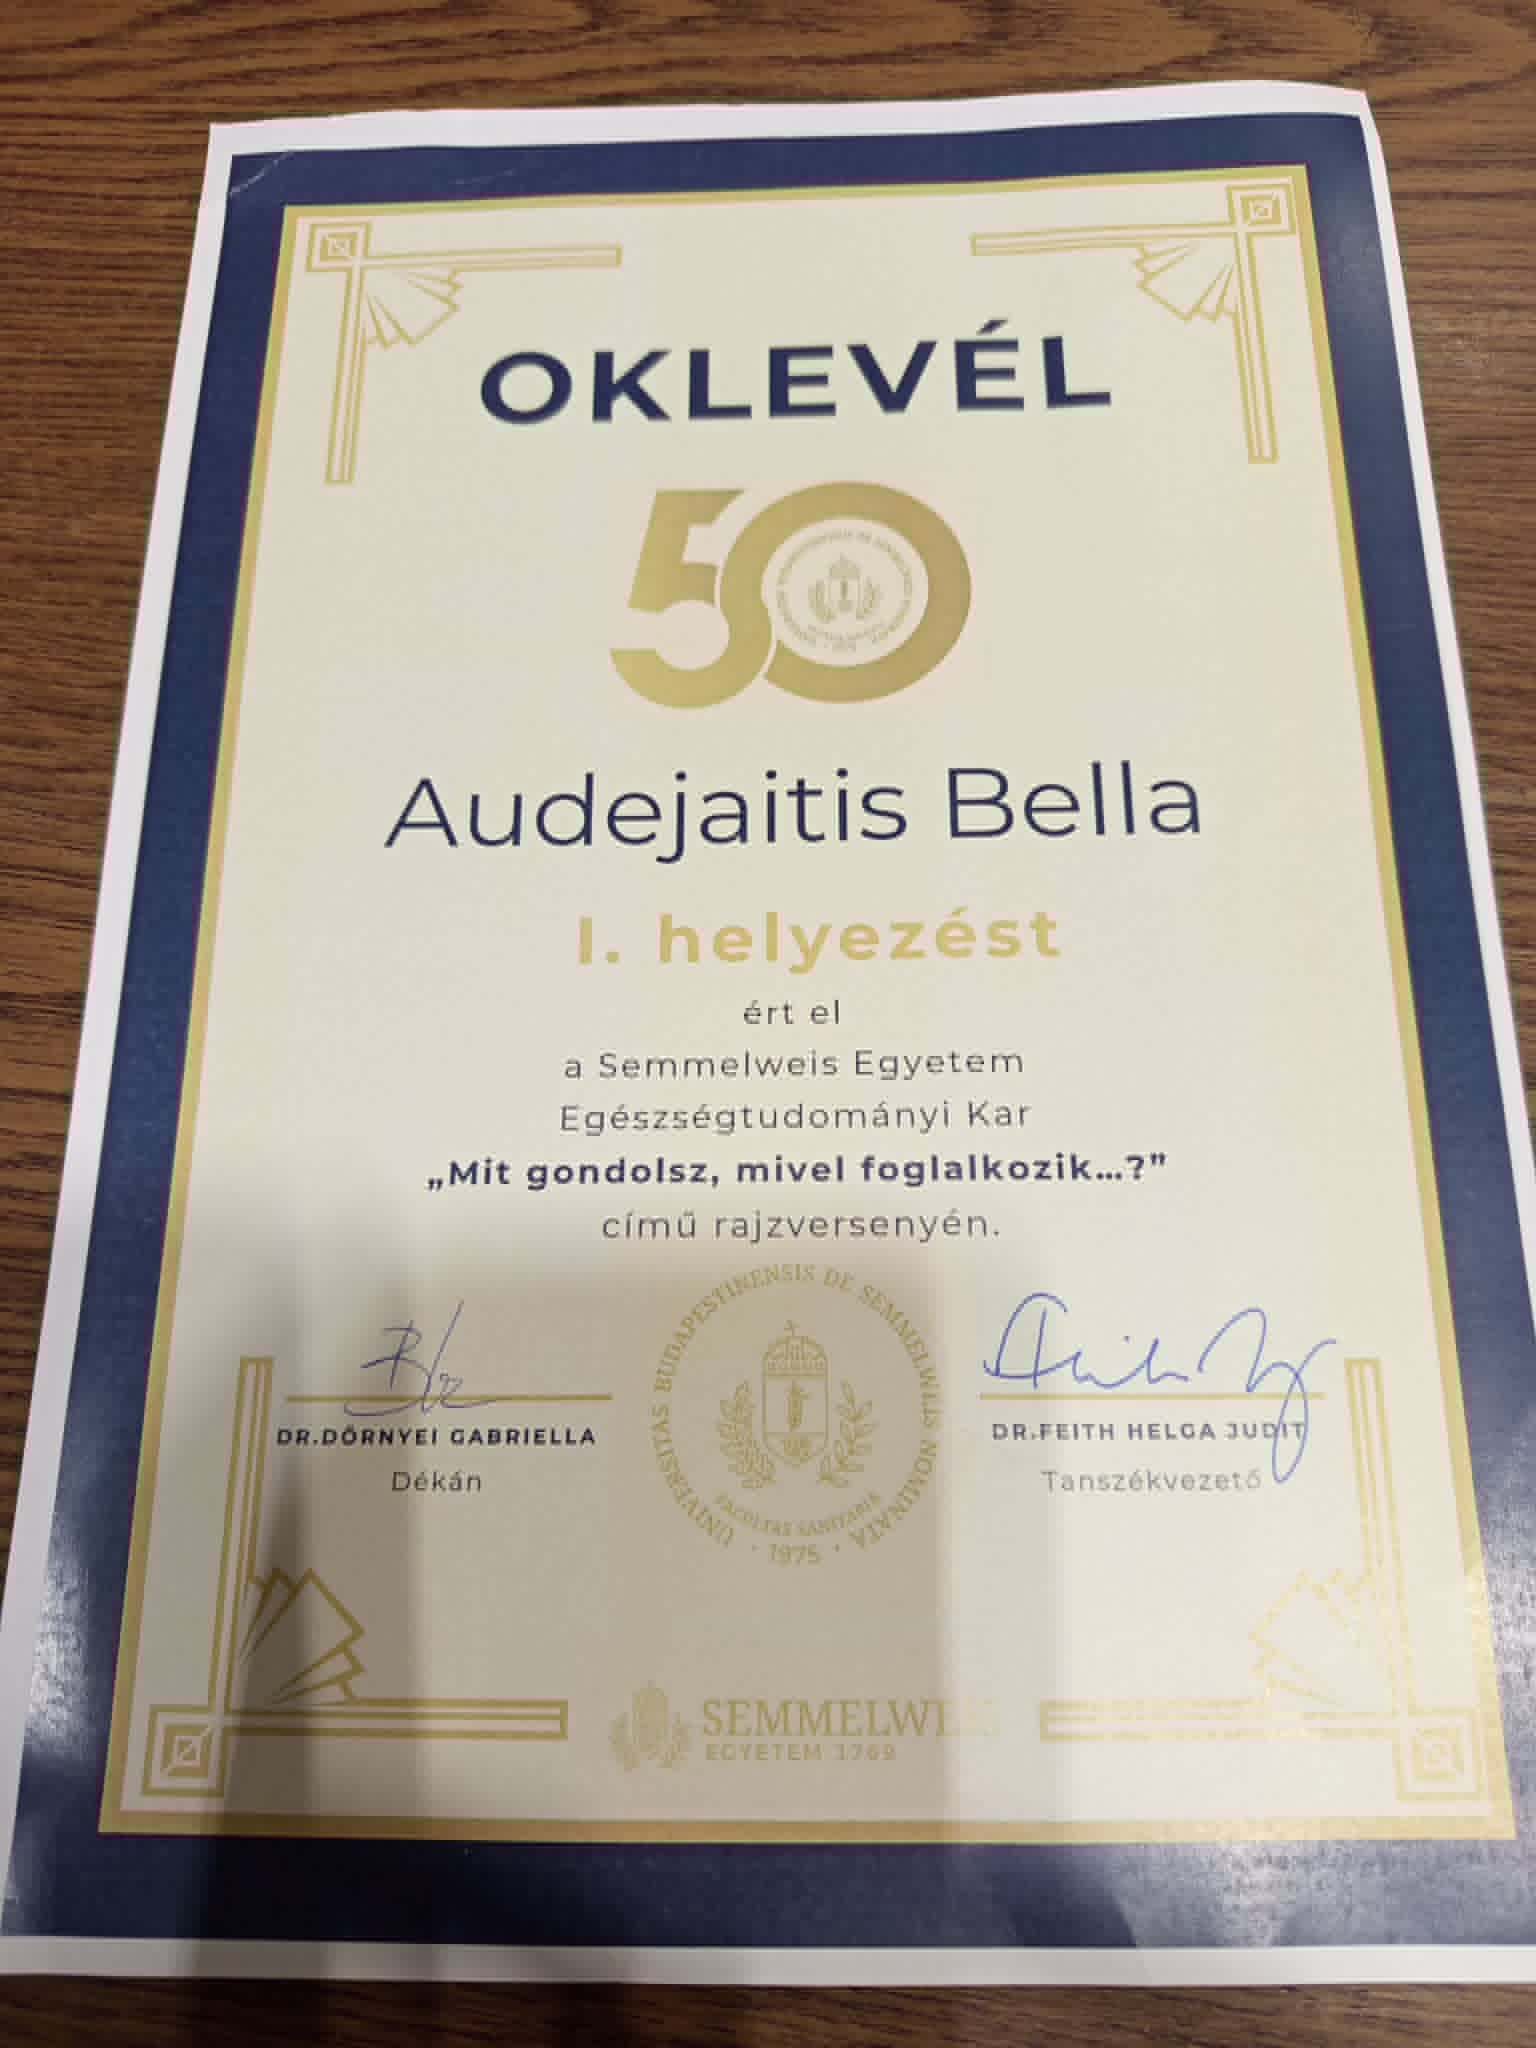 OKLEVÉL
50
Audejaitis Bella
I. helyezést
ért el
a Semmelweis Egyetem
Egészségtudományi Kar
„Mit gondolsz, mivel foglalkozik...?”
című rajzversenyén.
DR.DÖRNYEI GABRIELLA
Dékán
UNIVERSITAS BUDAPESTINENSIS DE SEMMELWEIS NOMINATA
FACULTAS SANITARIA
· 1975 ·
DR.FEITH HELGA JUDIT
Tanszékvezető
SEMMELWEIS
EGYETEM 1769